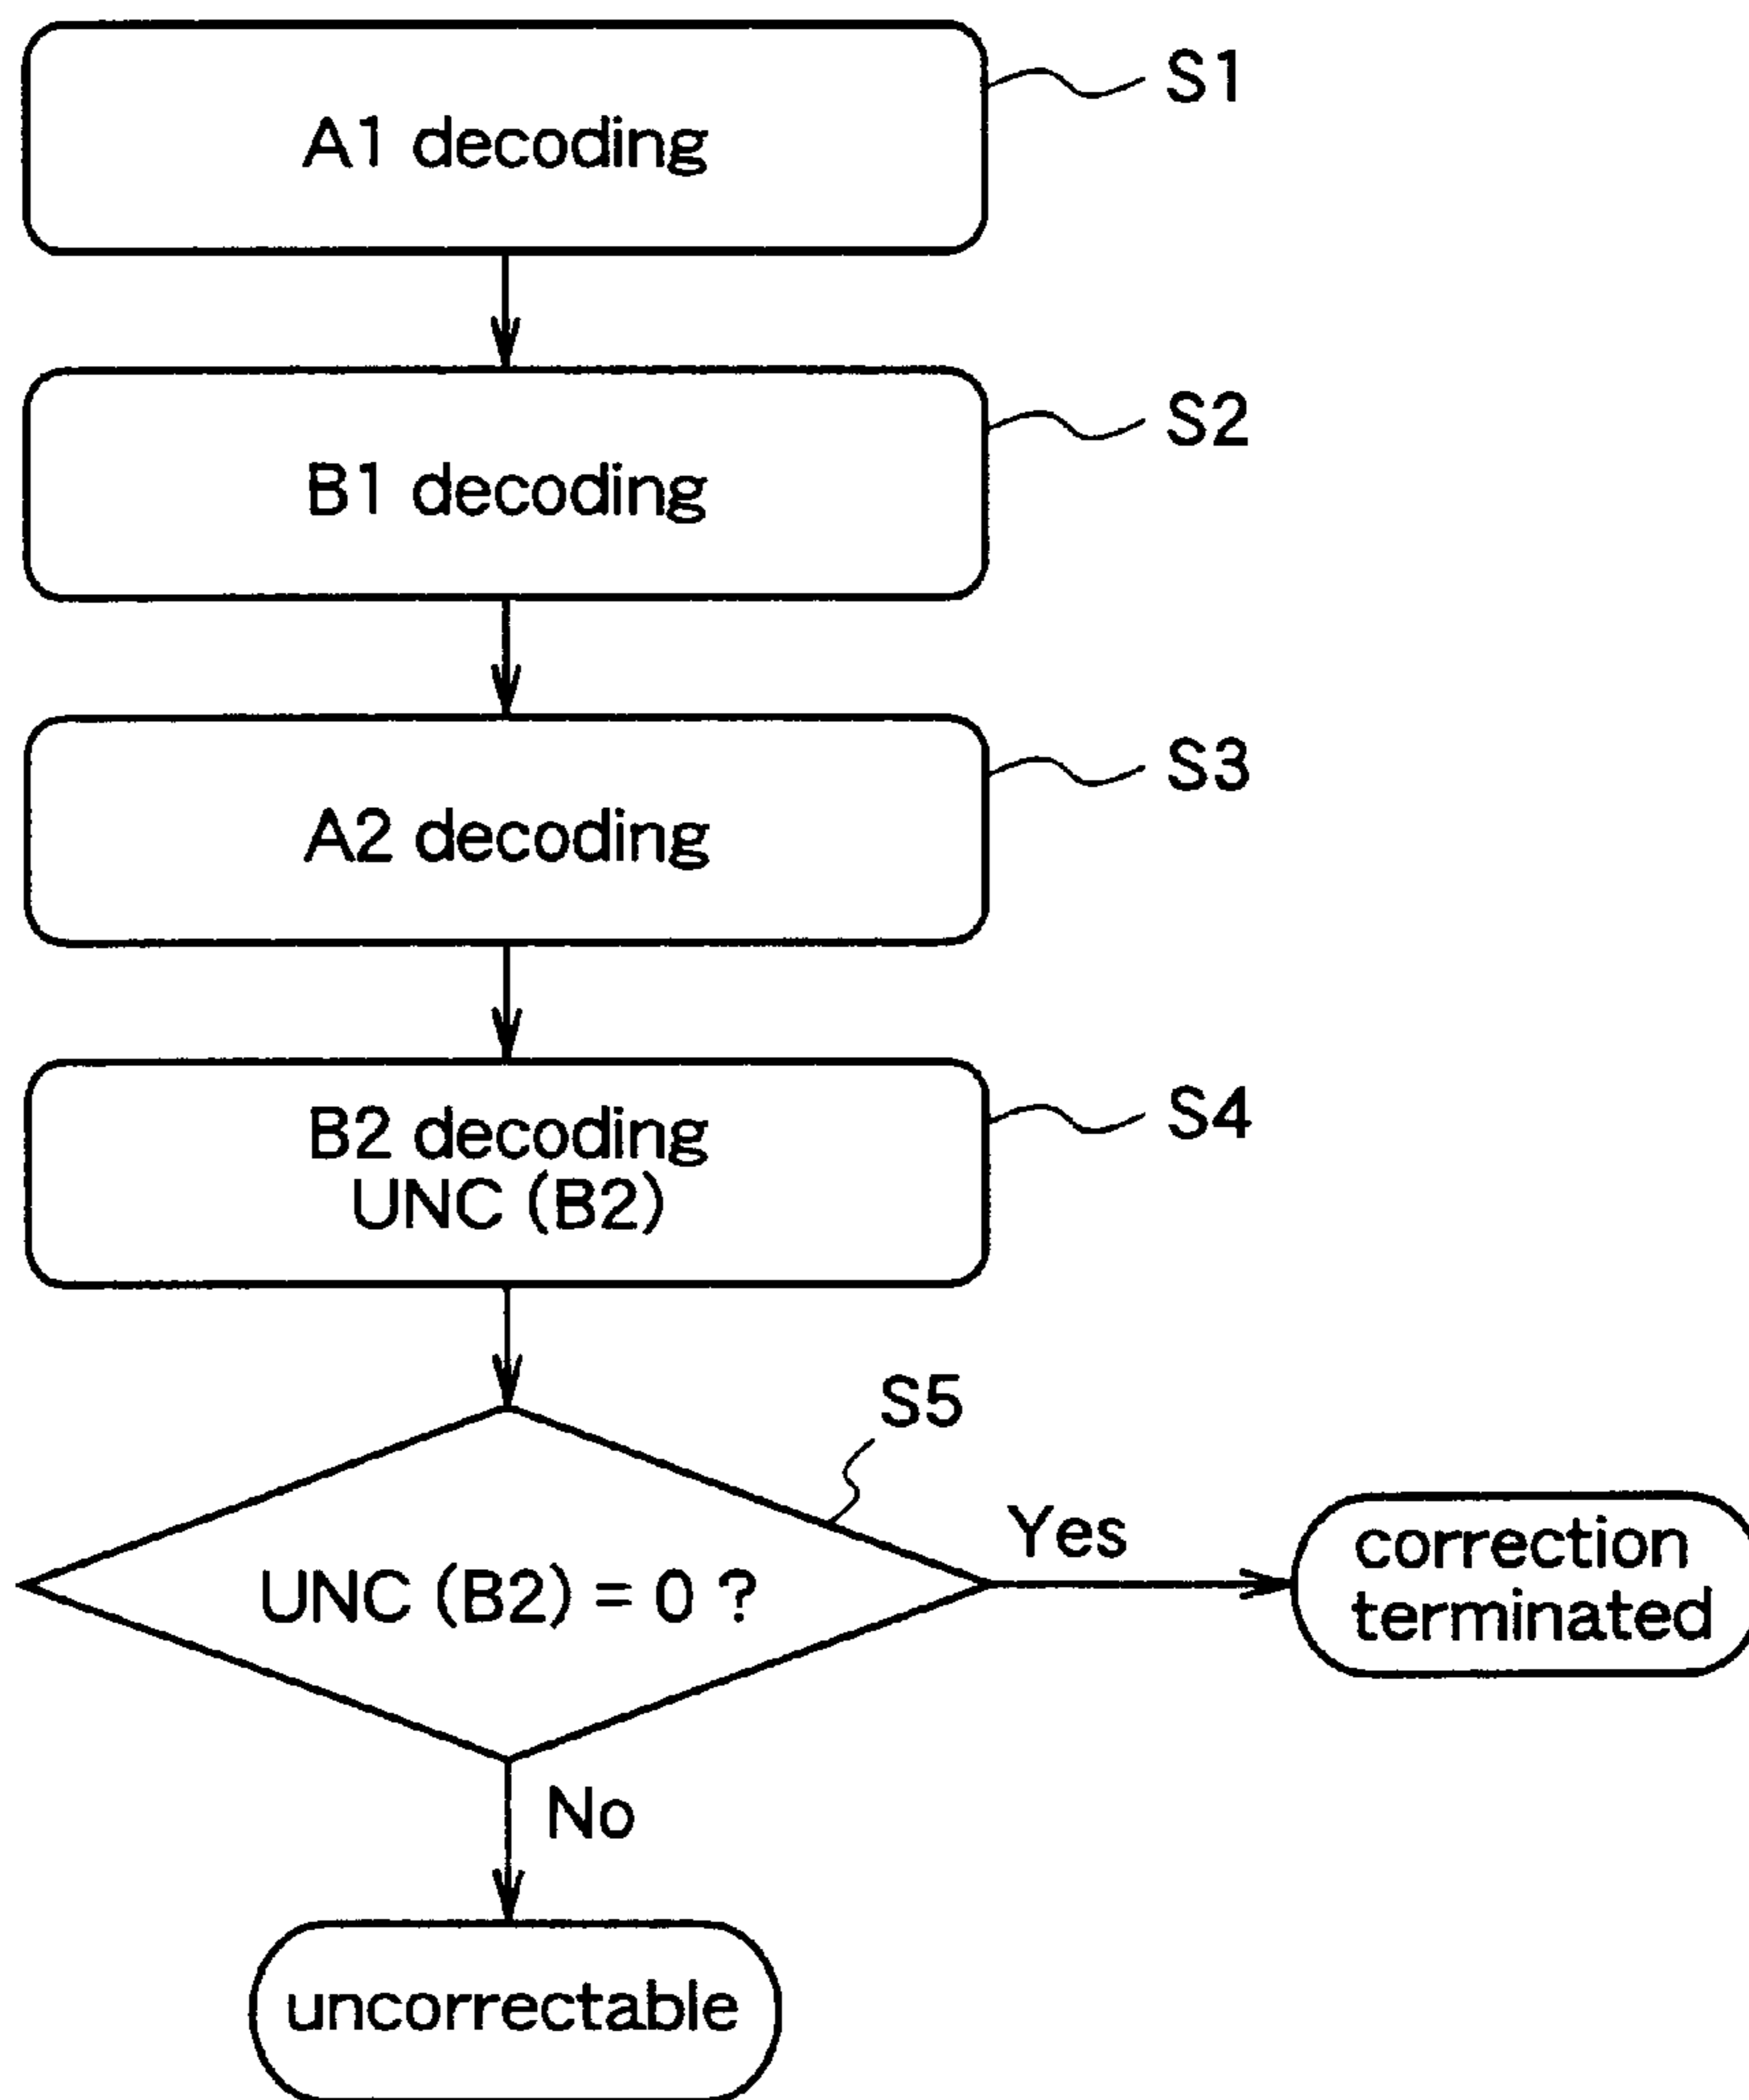 A1 decoding
S1
B1 decoding
S2
A2 decoding
S3
B2 decoding
UNC (B2)
S4
S5
UNC (B2) = 0 ?
Yes
correction
terminated
No
uncorrectable